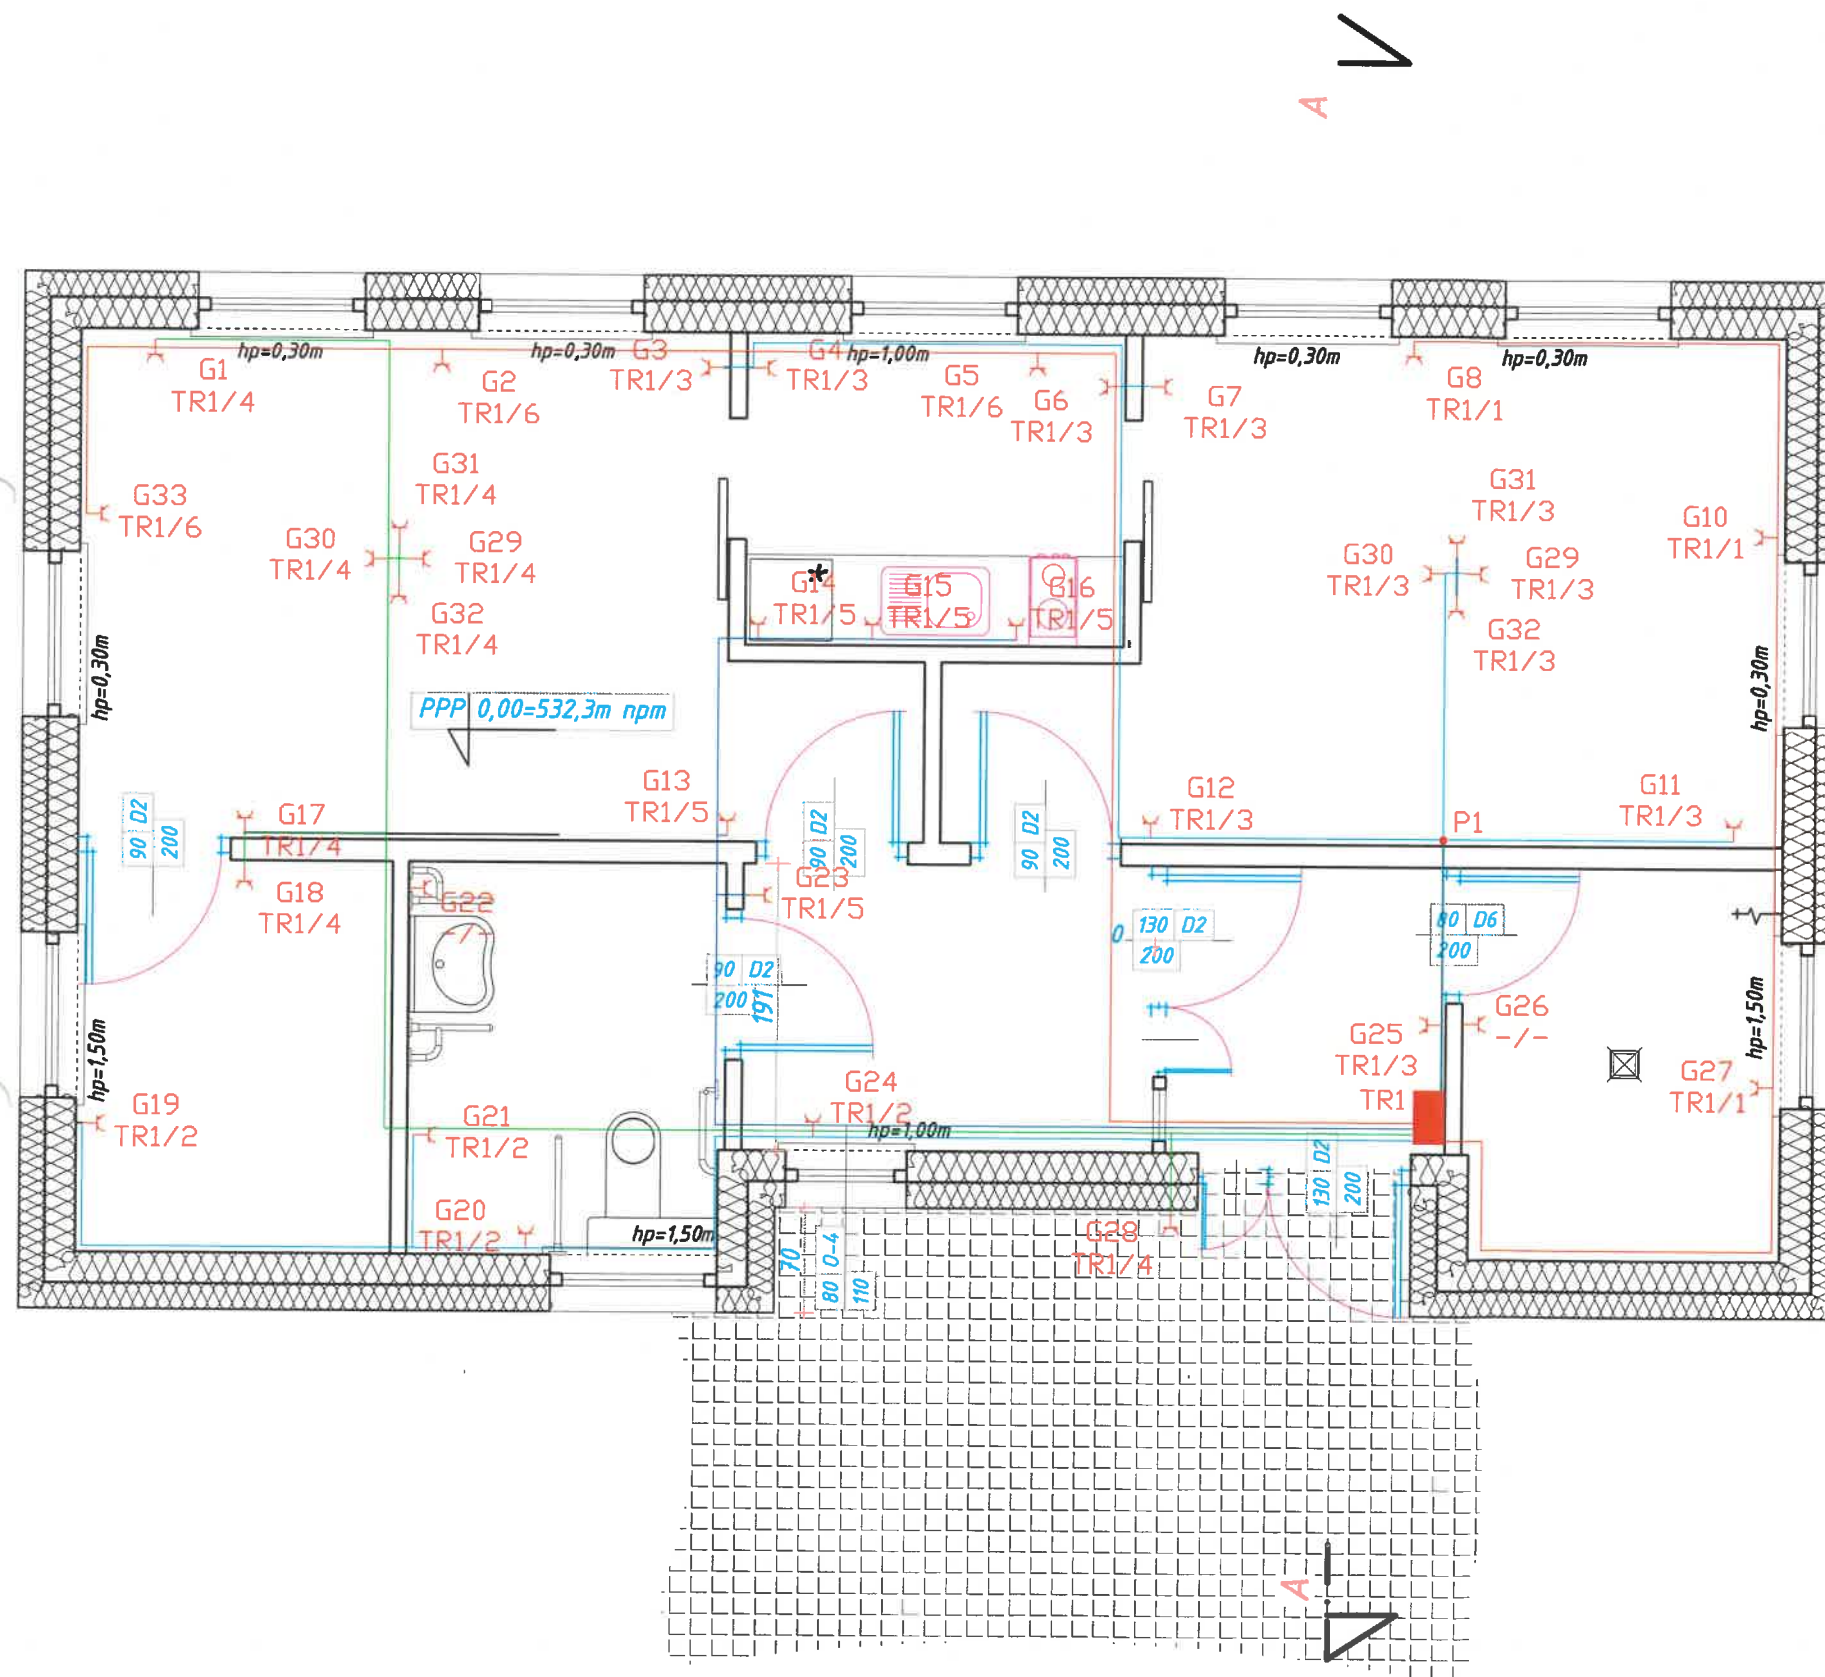 A
hp=0,30m
hp=0,30m
G3
TR1/3
G4
TR1/3
hp=1,00m
hp=0,30m
hp=0,30m
G1
TR1/4
G2
TR1/6
G5
TR1/6
G6
TR1/3
G7
TR1/3
G8
TR1/1
G31
TR1/4
G33
TR1/6
G30
TR1/4
G29
TR1/4
G32
TR1/4
G31
TR1/3
G10
TR1/1
G30
TR1/3
G29
TR1/3
G32
TR1/3
*
G14
TR1/5
G15
TR1/5
G16
TR1/5
hp=0,30m
hp=0,30m
PPP 0,00=532,3m npm
G13
TR1/5
G12
TR1/3
G11
TR1/3
P1
90 D2
200
G17
TR1/4
90 D2
200
90 D2
200
G18
TR1/4
G22
-/-
G23
TR1/5
0
130 D2
200
80 D6
200
90 D2
200
191
hp=1,50m
hp=1,50m
G25
TR1/3
G26
-/-
G19
TR1/2
G21
TR1/2
G24
TR1/2
hp=1,00m
TR1
G27
TR1/1
130 D2
200
G20
TR1/2
hp=1,50m
70
80 O-4
110
G28
TR1/4
A